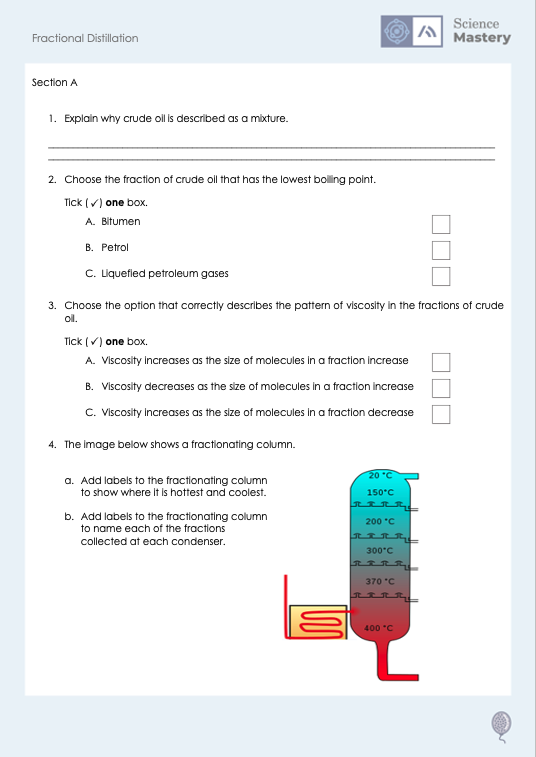 Fractional Distillation
Science
Mastery
Section A
1. Explain why crude oil is described as a mixture.
2. Choose the fraction of crude oil that has the lowest boiling point.
Tick (✓) one box.
A. Bitumen
B. Petrol
C. Liquefied petroleum gases
3. Choose the option that correctly describes the pattern of viscosity in the fractions of crude
oil.
Tick (✓) one box.
A. Viscosity increases as the size of molecules in a fraction increase
B. Viscosity decreases as the size of molecules in a fraction increase
C. Viscosity increases as the size of molecules in a fraction decrease
4. The image below shows a fractionating column.
a. Add labels to the fractionating column
to show where it is hottest and coolest.
b. Add labels to the fractionating column
to name each of the fractions
collected at each condenser.
20 °C
150°C
200 °C
300°C
370 °C
400 °C